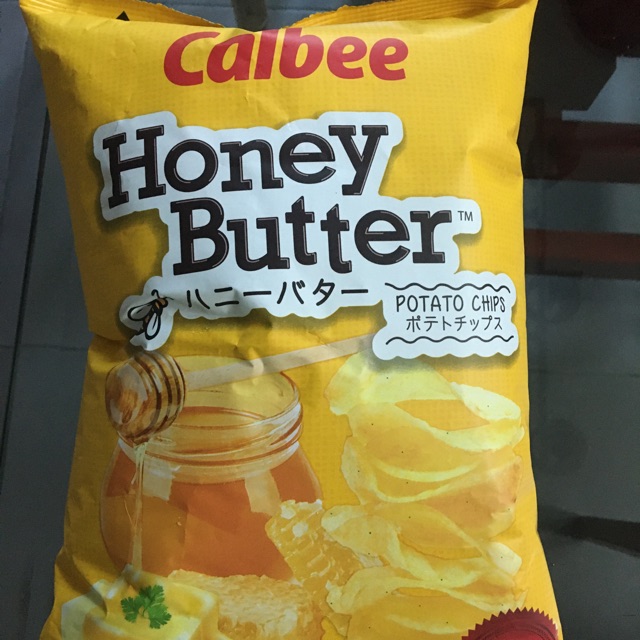 Calbee
Honey
Butter™
ハニーバター
POTATO CHIPS
ポテトチップス